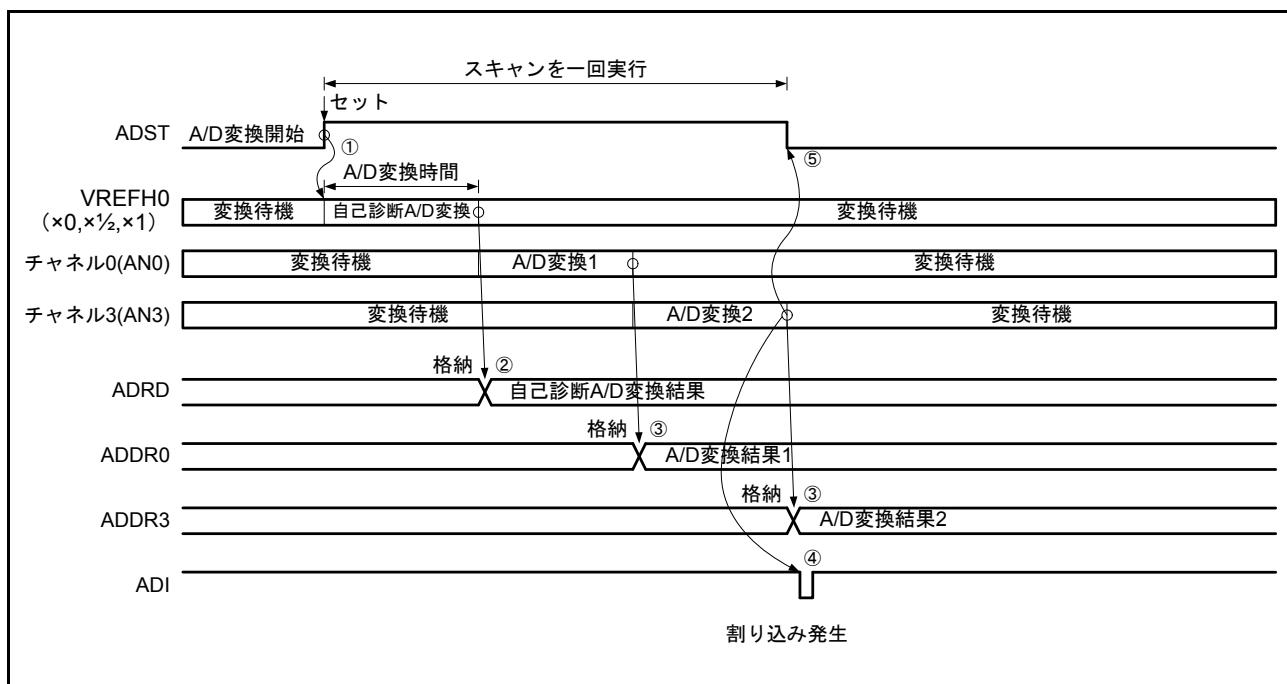 スキャンを一回実行
セット
ADST A/D変換開始 ① ⑤
A/D変換時間
VREFH0
(×0,×½,×1)
変換待機 自己診断A/D変換 変換待機
チャネル0(AN0) 変換待機 A/D変換1 変換待機
チャネル3(AN3) 変換待機 A/D変換2 変換待機
格納 ②
ADRD 自己診断A/D変換結果
格納 ③
ADDR0 A/D変換結果1
格納 ③
ADDR3 A/D変換結果2
④
ADI
割り込み発生